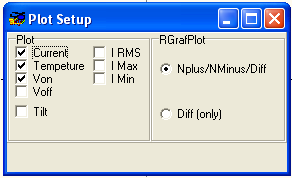 Plot Setup
Plot
RGrafPlot
Current
I RMS
Tempeture
I Max
Nplus/NMinus/Diff
Von
I Min
Voff
Tilt
Diff (only)